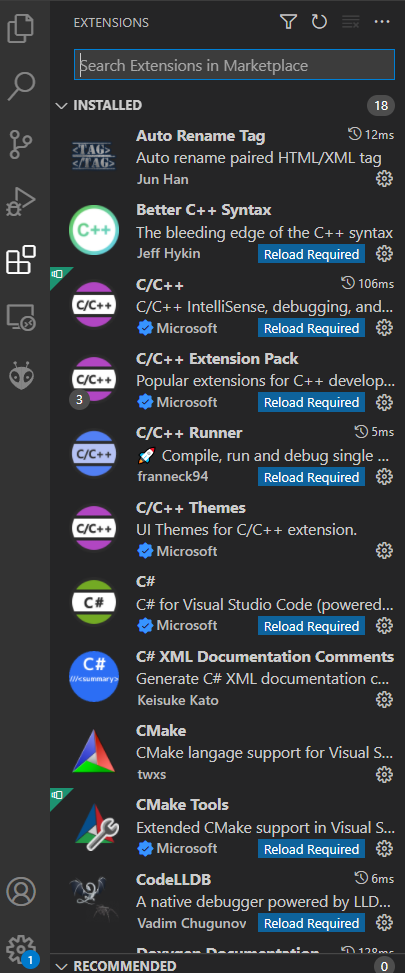 EXTENSIONS
Search Extensions in Marketplace
INSTALLED 18
<TAG>
</TAG>
Auto Rename Tag 12ms
Auto rename paired HTML/XML tag
Jun Han
C++
Better C++ Syntax
The bleeding edge of the C++ syntax
Jeff Hykin Reload Required
C/C++
C/C++ 106ms
C/C++ IntelliSense, debugging, and...
Microsoft Reload Required
C/C++
3
C/C++ Extension Pack
Popular extensions for C++ develop...
Microsoft Reload Required
C/C++
C/C++ Runner 5ms
🚀 Compile, run and debug single ...
franneck94 Reload Required
C/C++
C/C++ Themes
UI Themes for C/C++ extension.
Microsoft
C#
C#
C# for Visual Studio Code (powered...
Microsoft Reload Required
C#
///<summary>
C# XML Documentation Comments
Generate C# XML documentation c...
Keisuke Kato
CMake
CMake langage support for Visual S...
twxs
CMake Tools
Extended CMake support in Visual S...
Microsoft Reload Required
CodeLLDB 6ms
A native debugger powered by LLD...
Vadim Chugunov Reload Required
Doxygen Documentation 128ms
1
RECOMMENDED 0